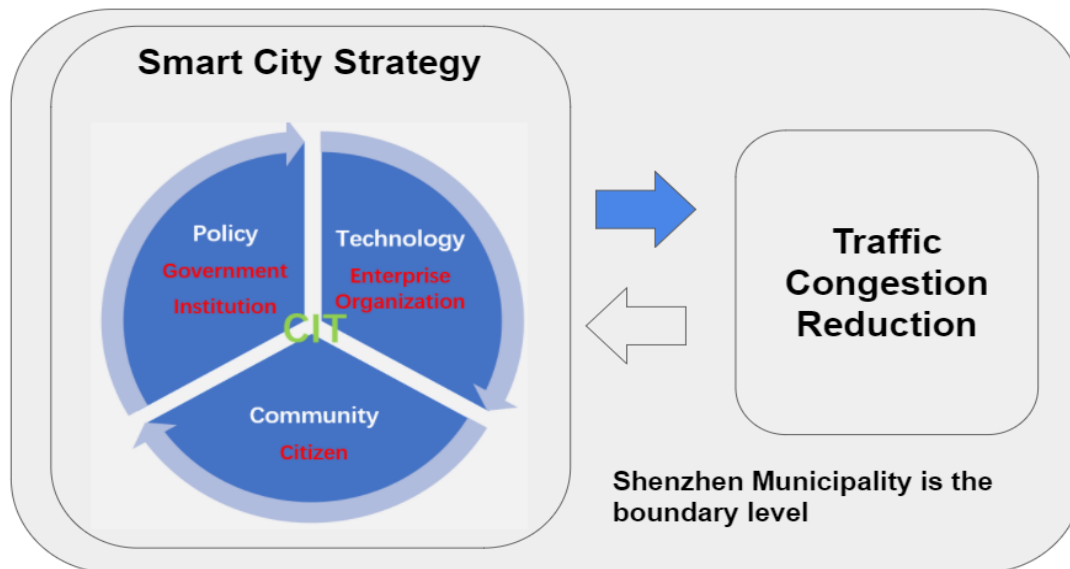 Smart City Strategy
Policy
Government
Institution
Technology
Enterprise
Organization
CIT
Community
Citizen
Traffic
Congestion
Reduction
Shenzhen Municipality is the
boundary level